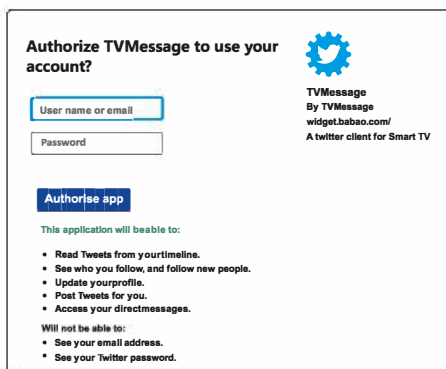 Authorize TVMessage to use your
account?
User name or email
Password
Authorise app
This application will beable to:
• Read Tweets from yourtimeline.
• See who you follow, and follow new people.
• Update yourprofile.
• Post Tweets for you.
• Access your directmessages.
Will not be able to:
• See your email address.
• See your Twitter password.
TVMessage
By TVMessage
widget.babao.com/
A twitter client for Smart TV